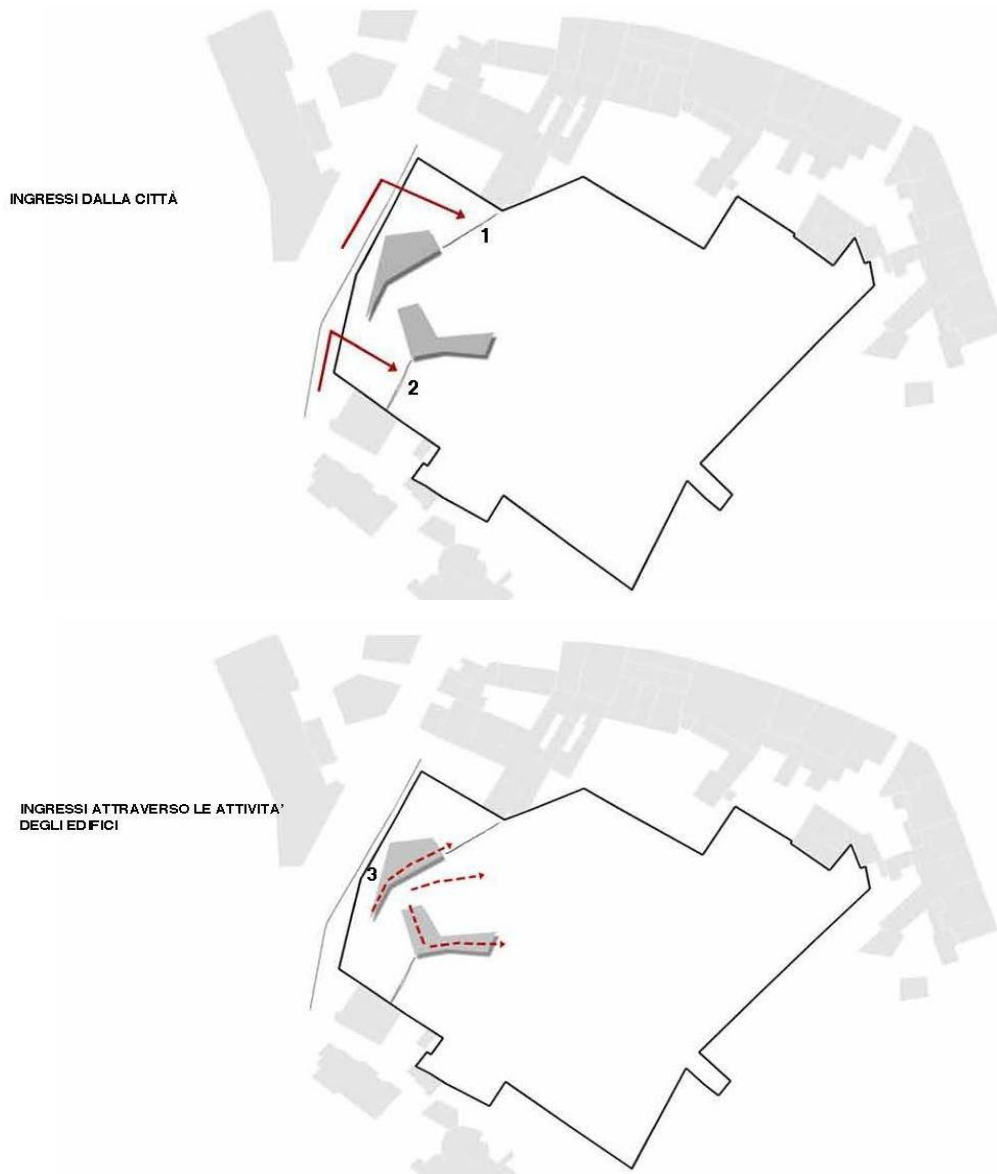 INGRESSI DALLA CITTÀ
1
2
INGRESSI ATTRAVERSO LE ATTIVITA'
DEGLI EDIFICI
3